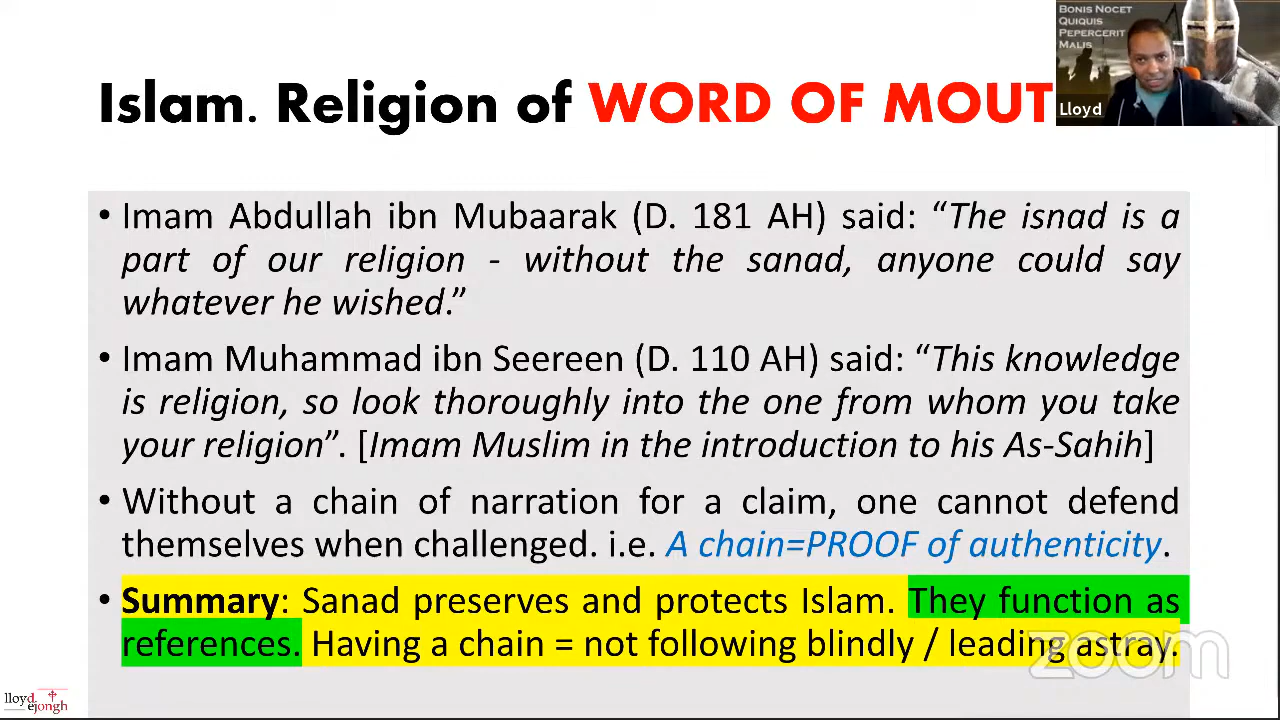 BONIS NOCET
QUIQUIS
PEPERCERIT
MALIS
Lloyd
Islam. Religion of WORD OF MOUT
• Imam Abdullah ibn Mubaarak (D. 181 AH) said: “The isnad is a
part of our religion - without the sanad, anyone could say
whatever he wished.”
• Imam Muhammad ibn Seereen (D. 110 AH) said: “This knowledge
is religion, so look thoroughly into the one from whom you take
your religion”. [Imam Muslim in the introduction to his As-Sahih]
• Without a chain of narration for a claim, one cannot defend
themselves when challenged. i.e. A chain=PROOF of authenticity.
• Summary: Sanad preserves and protects Islam. They function as
references. Having a chain = not following blindly / leading astray.
zoom
lloyd
ejongh